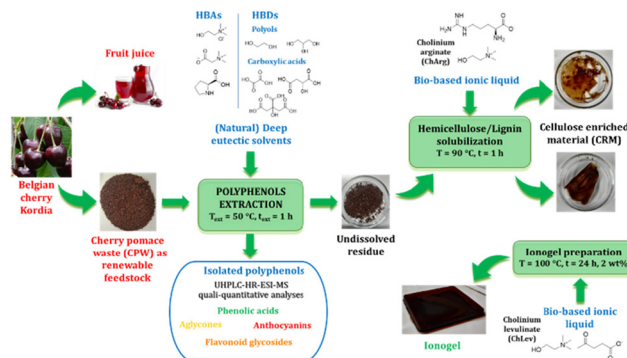 HBAs
HBDs
Polyols
Carboxylic acids
Fruit juice
(Natural) Deep
eutectic solvents
Belgian
cherry
Kordia
Cherry pomace
waste (CPW) as
renewable
feedstock
POLYPHENOLS
EXTRACTION
Text = 50 °C, text = 1 h
Undissolved
residue
Isolated polyphenols
UHPLC-HR-ESI-MS
quali-quantitative analyses
Phenolic acids
Aglycones
Anthocyanins
Flavonoid glycosides
Cholinium
arginate
(ChArg)
Bio-based ionic liquid
Hemicellulose/Lignin
solubilization
T = 90 °C, t = 1 h
Cellulose enriched
material (CRM)
Ionogel preparation
T = 100 °C, t = 24 h, 2 wt%
Ionogel
Bio-based ionic
liquid
Cholinium
levulinate
(ChLev)